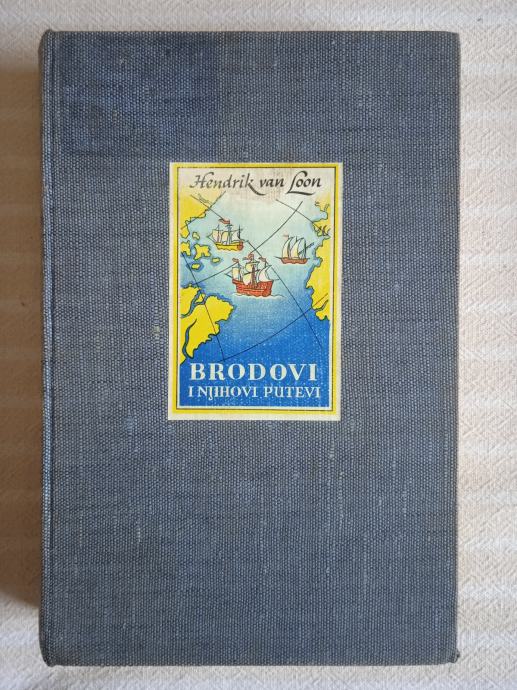 Hendrik van Loon
BRODOVI
I NJIHOVI PUTEVI